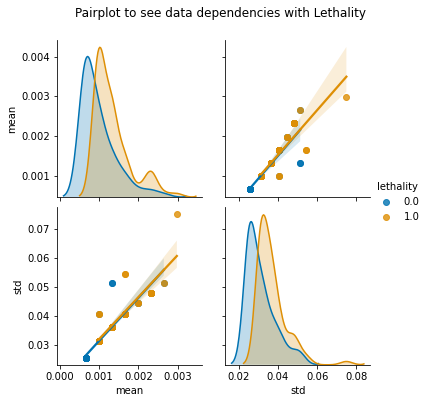 Pairplot to see data dependencies with Lethality
0.004
0.003
0.002
0.001
mean
lethality
0.0
1.0
0.07
0.06
0.05
0.04
0.03
std
0.000 0.001 0.002 0.003
0.02 0.04 0.06 0.08
mean
std